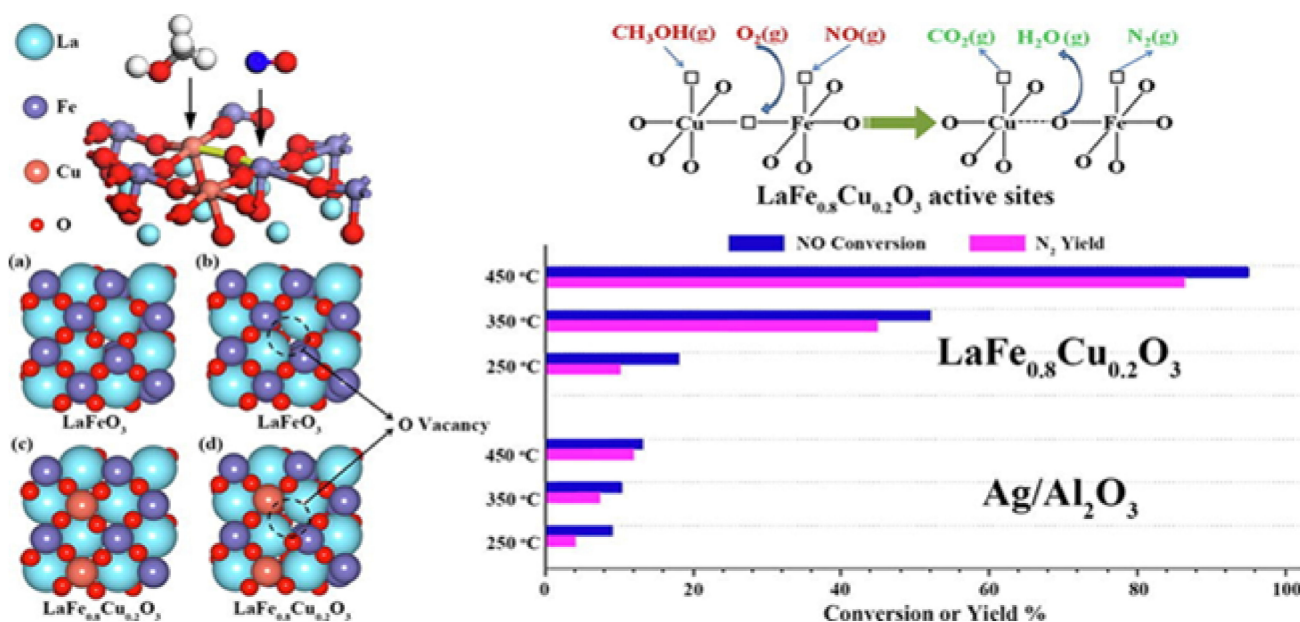 La
Fe
Cu
O
(a)
(b)
LaFeO₃
LaFeO₃
(c)
(d)
LaFe₀.₈Cu₀.₂O₃
LaFe₀.₈Cu₀.₂O₃
O Vacancy
CH₃OH(g) O₂(g) NO(g) CO₂(g) H₂O(g) N₂(g)
O O O O
O Cu Fe O O Cu O Fe O
O O O O O O O O
LaFe₀.₈Cu₀.₂O₃ active sites
NO Conversion N₂ Yield
450 °C
350 °C
250 °C
LaFe₀.₈Cu₀.₂O₃
450 °C
350 °C
250 °C
Ag/Al₂O₃
0 20 40 60 80 100
Conversion or Yield %